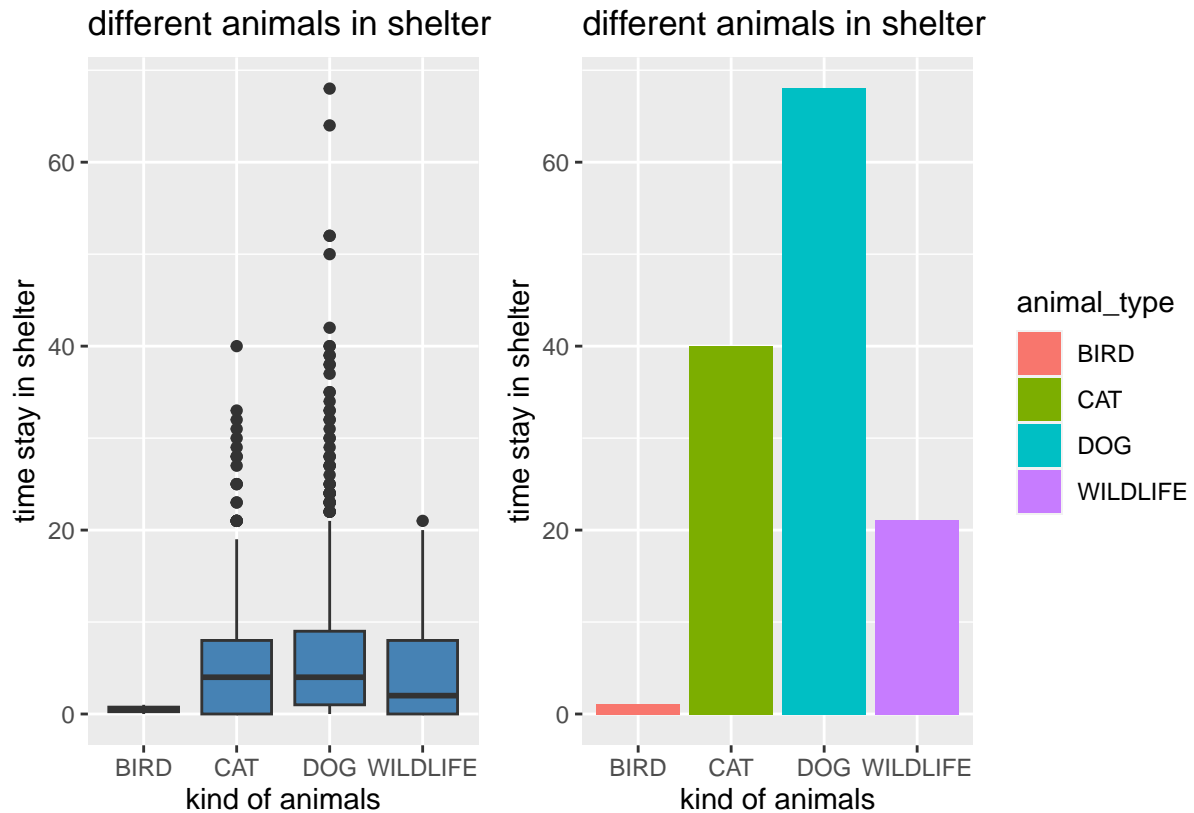 different animals in shelter
time stay in shelter
60
40
20
0
BIRD CAT DOG WILDLIFE
kind of animals
different animals in shelter
time stay in shelter
60
40
20
0
BIRD CAT DOG WILDLIFE
kind of animals
animal_type
BIRD
CAT
DOG
WILDLIFE